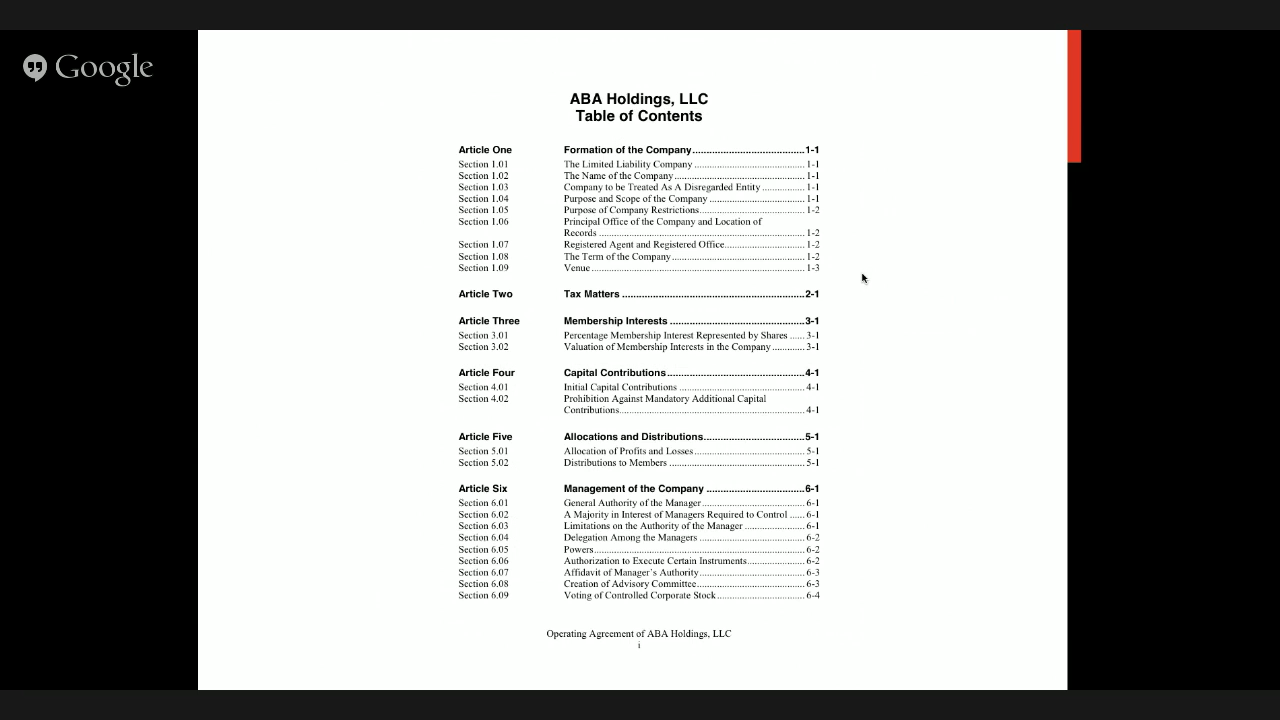 Google
ABA Holdings, LLC
Table of Contents
Article One Formation of the Company........................................1-1
Section 1.01 The Limited Liability Company ........................................ 1-1
Section 1.02 The Name of the Company............................................... 1-1
Section 1.03 Company to be Treated As A Disregarded Entity ............... 1-1
Section 1.04 Purpose and Scope of the Company .................................. 1-1
Section 1.05 Purpose of Company Restrictions...................................... 1-2
Section 1.06 Principal Office of the Company and Location of
Records .......................................................................... 1-2
Section 1.07 Registered Agent and Registered Office............................. 1-2
Section 1.08 The Term of the Company................................................ 1-2
Section 1.09 Venue............................................................................. 1-3
Article Two Tax Matters .................................................................2-1
Article Three Membership Interests ................................................3-1
Section 3.01 Percentage Membership Interest Represented by Shares ...... 3-1
Section 3.02 Valuation of Membership Interests in the Company............ 3-1
Article Four Capital Contributions.................................................4-1
Section 4.01 Initial Capital Contributions ............................................. 4-1
Section 4.02 Prohibition Against Mandatory Additional Capital
Contributions.................................................................. 4-1
Article Five Allocations and Distributions....................................5-1
Section 5.01 Allocation of Profits and Losses........................................ 5-1
Section 5.02 Distributions to Members ................................................. 5-1
Article Six Management of the Company ...................................6-1
Section 6.01 General Authority of the Manager..................................... 6-1
Section 6.02 A Majority in Interest of Managers Required to Control ...... 6-1
Section 6.03 Limitations on the Authority of the Manager ...................... 6-1
Section 6.04 Delegation Among the Managers ...................................... 6-2
Section 6.05 Powers............................................................................ 6-2
Section 6.06 Authorization to Execute Certain Instruments..................... 6-2
Section 6.07 Affidavit of Manager's Authority...................................... 6-3
Section 6.08 Creation of Advisory Committee....................................... 6-3
Section 6.09 Voting of Controlled Corporate Stock................................ 6-4
Operating Agreement of ABA Holdings, LLC
i